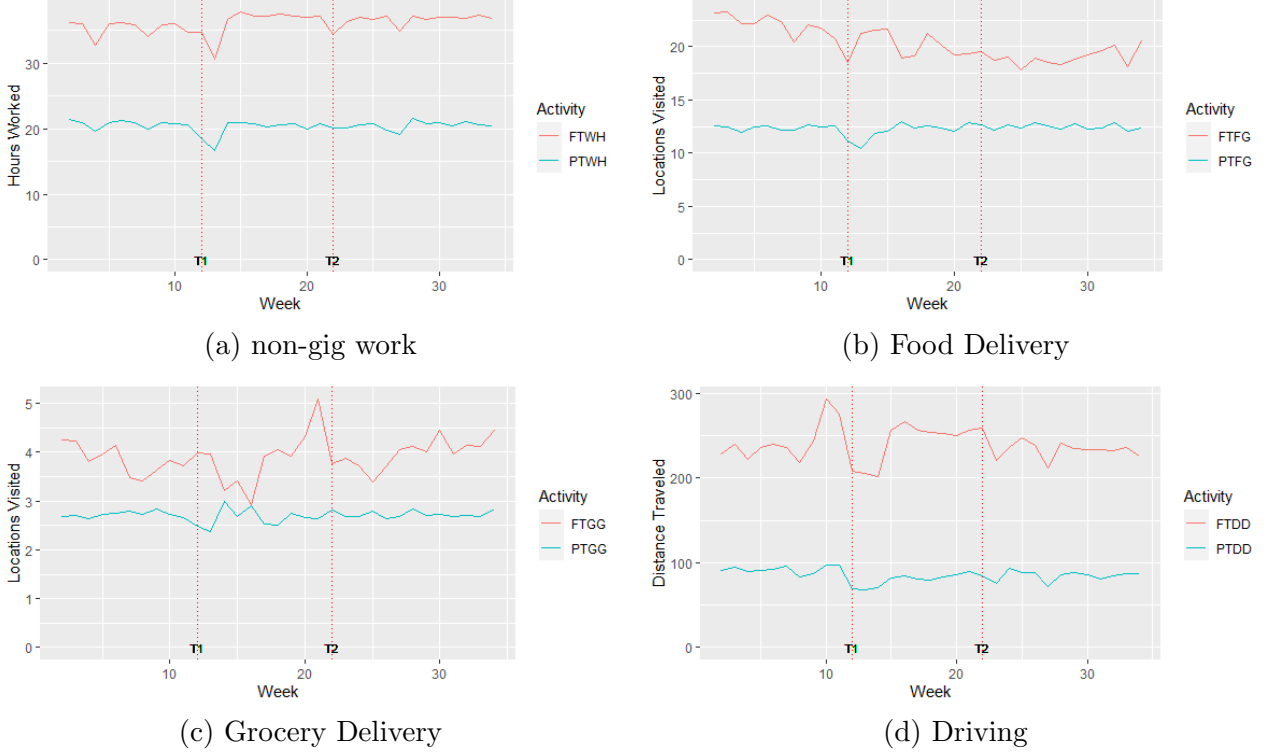 Hours Worked
30
20
10
0
T1
T2
10
20
30
Week
Activity
FTWH
PTWH
(a) non-gig work
Locations Visited
20
15
10
5
0
T1
T2
10
20
30
Week
Activity
FTFG
PTFG
(b) Food Delivery
Locations Visited
5
4
3
2
1
0
T1
T2
10
20
30
Week
Activity
FTGG
PTGG
(c) Grocery Delivery
Distance Traveled
300
200
100
0
T1
T2
10
20
30
Week
Activity
FTDD
PTDD
(d) Driving